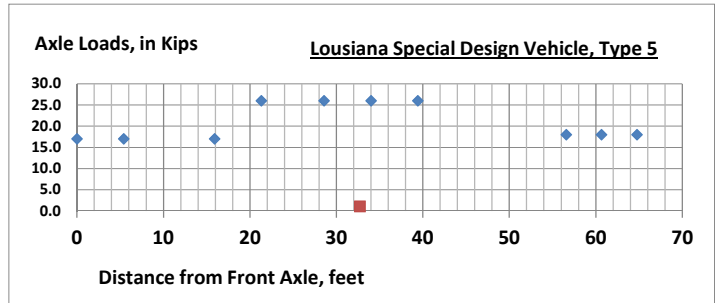 Axle Loads, in Kips
Lousiana Special Design Vehicle, Type 5
30.0
25.0
20.0
15.0
10.0
5.0
0.0
0 10 20 30 40 50 60 70
Distance from Front Axle, feet